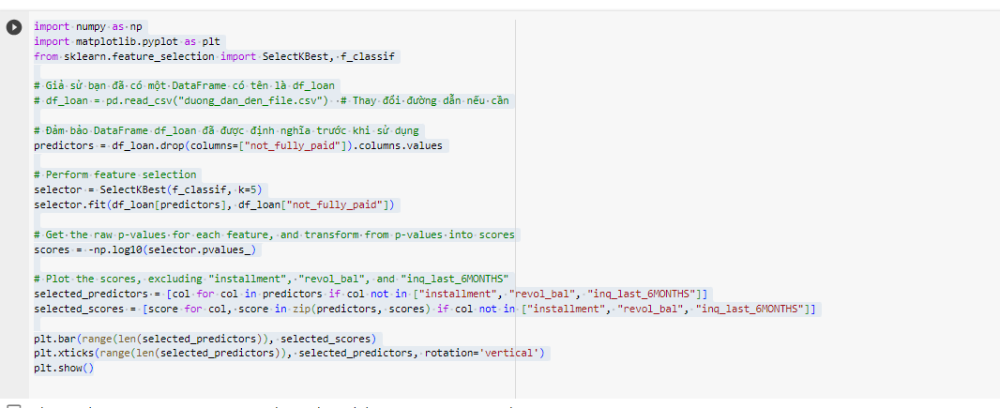 import numpy as np
import matplotlib.pyplot as plt
from sklearn.feature_selection import SelectKBest, f_classif
# Giả sử bạn đã có một DataFrame có tên là df_loan
# df_loan = pd.read_csv("duong_dan_den_file.csv")  # Thay đổi đường dẫn nếu cần
# Đảm bảo DataFrame df_loan đã được định nghĩa trước khi sử dụng
predictors = df_loan.drop(columns=["not_fully_paid"]).columns.values
# Perform feature selection
selector = SelectKBest(f_classif, k=5)
selector.fit(df_loan[predictors], df_loan["not_fully_paid"])
# Get the raw p-values for each feature, and transform from p-values into scores
scores = -np.log10(selector.pvalues_)
# Plot the scores, excluding "installment", "revol_bal", and "inq_last_6MONTHS"
selected_predictors = [col for col in predictors if col not in ["installment", "revol_bal", "inq_last_6MONTHS"]]
selected_scores = [score for col, score in zip(predictors, scores) if col not in ["installment", "revol_bal", "inq_last_6MONTHS"]]
plt.bar(range(len(selected_predictors)), selected_scores)
plt.xticks(range(len(selected_predictors)), selected_predictors, rotation='vertical')
plt.show()